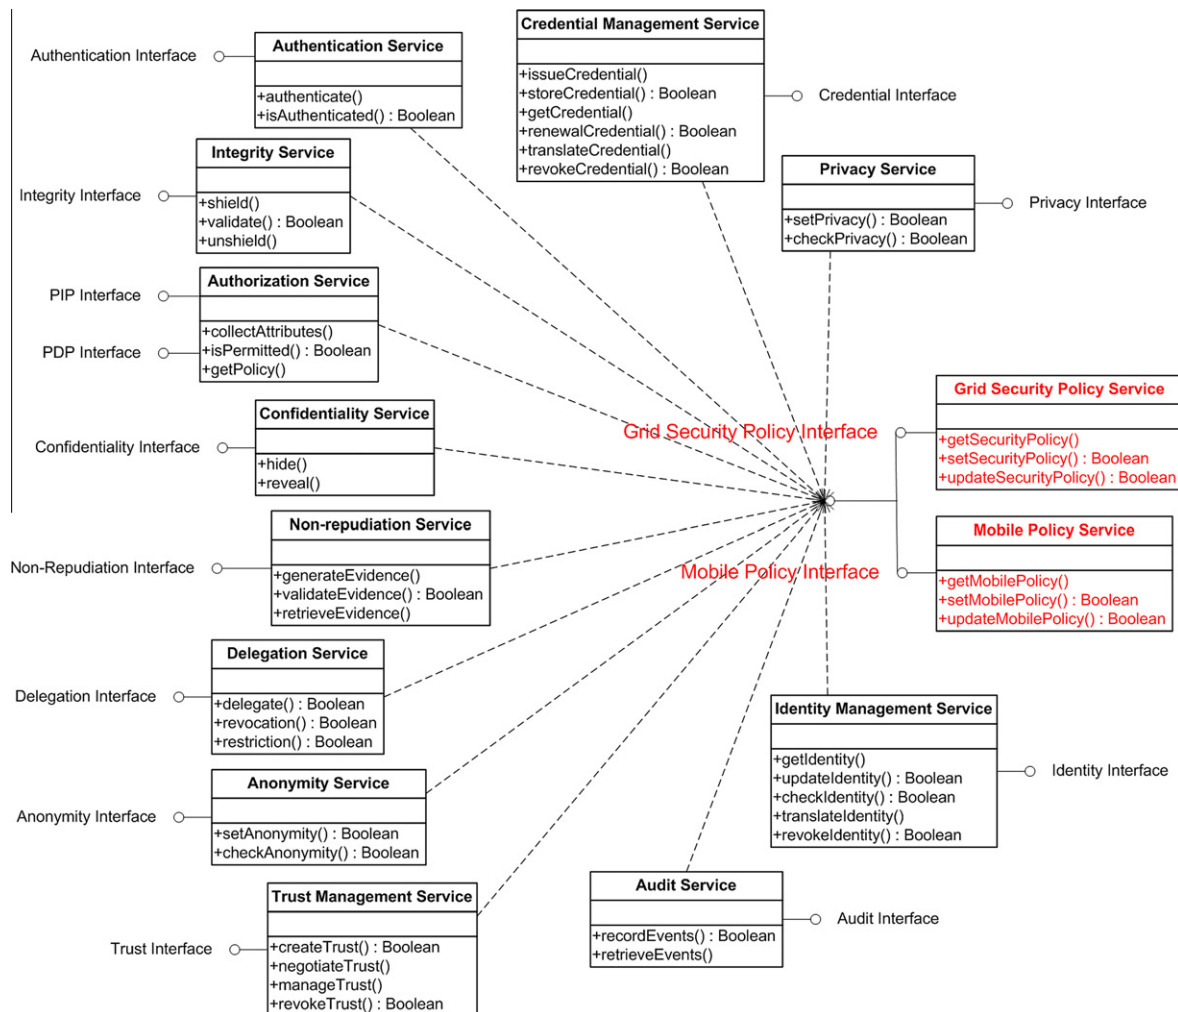 Authentication Interface
Authentication Service
+authenticate()
+isAuthenticated() : Boolean
Credential Management Service
+issueCredential()
+storeCredential() : Boolean
+getCredential()
+renewalCredential() : Boolean
+translateCredential()
+revokeCredential() : Boolean
Credential Interface
Integrity Interface
Integrity Service
+shield()
+validate() : Boolean
+unshield()
Privacy Service
+setPrivacy() : Boolean
+checkPrivacy() : Boolean
Privacy Interface
PIP Interface
PDP Interface
Authorization Service
+collectAttributes()
+isPermitted() : Boolean
+getPolicy()
Confidentiality Interface
Confidentiality Service
+hide()
+reveal()
Grid Security Policy Interface
Grid Security Policy Service
+getSecurityPolicy()
+setSecurityPolicy() : Boolean
+updateSecurityPolicy() : Boolean
Non-Repudiation Interface
Non-repudiation Service
+generateEvidence()
+validateEvidence() : Boolean
+retrieveEvidence()
Mobile Policy Interface
Mobile Policy Service
+getMobilePolicy()
+setMobilePolicy() : Boolean
+updateMobilePolicy() : Boolean
Delegation Interface
Delegation Service
+delegate() : Boolean
+revocation() : Boolean
+restriction() : Boolean
Identity Management Service
+getIdentity()
+updateIdentity() : Boolean
+checkIdentity() : Boolean
+translateIdentity()
+revokeIdentity() : Boolean
Identity Interface
Anonymity Interface
Anonymity Service
+setAnonymity() : Boolean
+checkAnonymity() : Boolean
Trust Interface
Trust Management Service
+createTrust() : Boolean
+negotiateTrust()
+manageTrust()
+revokeTrust() : Boolean
Audit Service
+recordEvents() : Boolean
+retrieveEvents()
Audit Interface